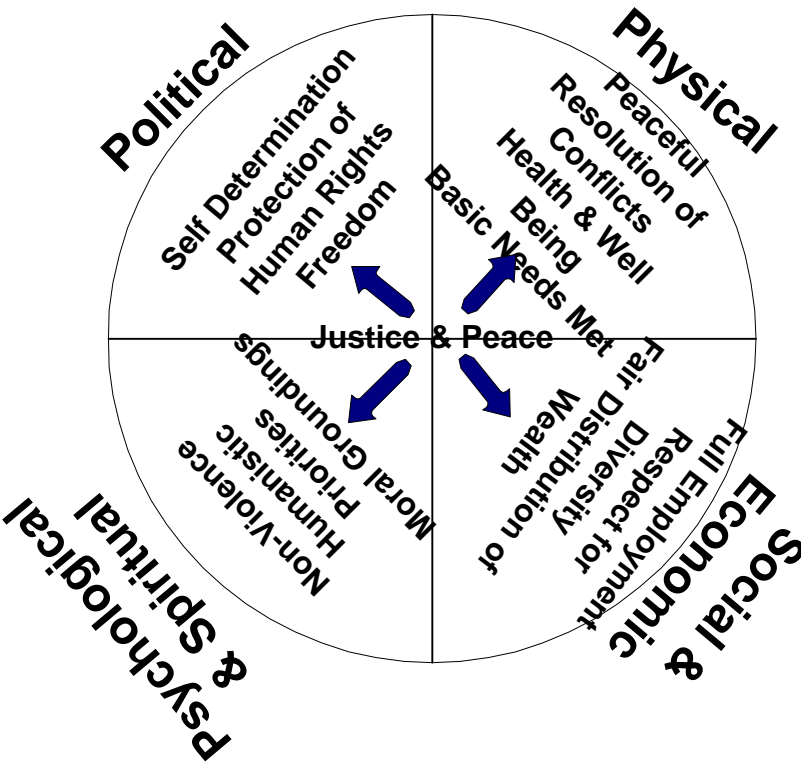 Political
Self Determination
Protection of
Human Rights
Freedom
Physical
Peaceful
Resolution of
Conflicts
Health & Well
Being
Basic Needs Met
Justice & Peace
Moral Groundings
Humanistic
Priorities
Non-Violence
Psychological
& Spiritual
Fair Distribution of
Wealth
Respect for
Diversity
Full Employment
Social &
Economic